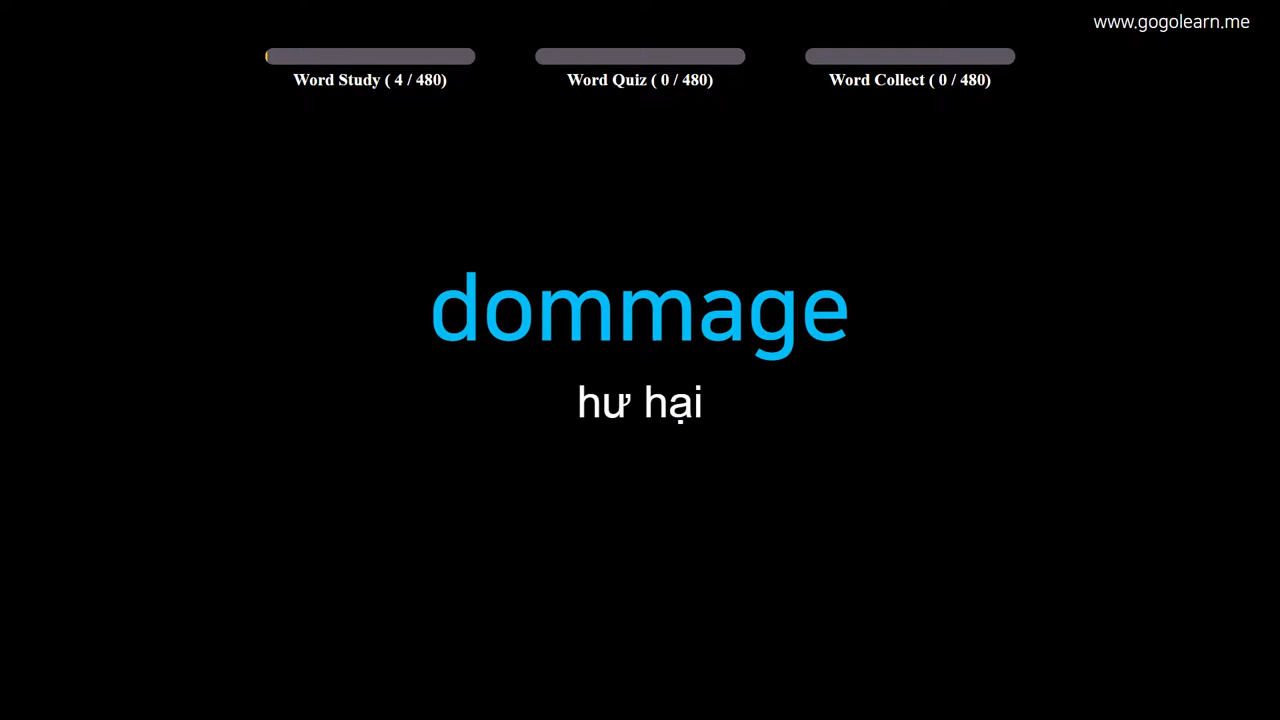 www.gogolearn.me
Word Study ( 4 / 480)
Word Quiz ( 0 / 480)
Word Collect ( 0 / 480)
dommage
hư hại